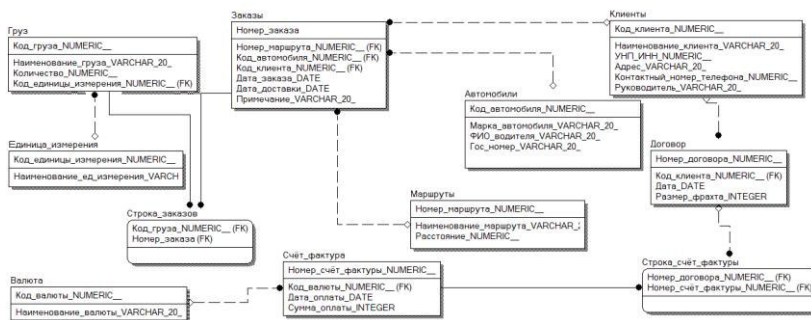 Груз
Код_груза_NUMERIC__
Наименование_груза_VARCHAR_20_
Количество_NUMERIC__
Код_единицы_измерения_NUMERIC__ (FK)
Единица_измерения
Код_единицы_измерения_NUMERIC__
Наименование_ед_измерения_VARCH
Строка_заказов
Код_груза_NUMERIC__ (FK)
Номер_заказа (FK)
Валюта
Код_валюты_NUMERIC__
Наименование_валюты_VARCHAR_20_
Заказы
Номер_заказа
Номер_маршрута_NUMERIC__ (FK)
Код_автомобиля_NUMERIC__ (FK)
Код_клиента_NUMERIC__ (FK)
Дата_заказа_DATE
Дата_доставки_DATE
Примечание_VARCHAR_20_
Счёт_фактура
Номер_счёт_фактуры_NUMERIC__
Код_валюты_NUMERIC__ (FK)
Дата_оплаты_DATE
Сумма_оплаты_INTEGER
Автомобили
Код_автомобиля_NUMERIC__
Марка_автомобиля_VARCHAR_20_
ФИО_водителя_VARCHAR_20_
Гос_номер_VARCHAR_20_
Маршруты
Номер_маршрута_NUMERIC__
Наименование_маршрута_VARCHAR_2
Расстояние_NUMERIC__
Клиенты
Код_клиента_NUMERIC__
Наименование_клиента_VARCHAR_20_
УНП_ИНН_NUMERIC__
Адрес_VARCHAR_20_
Контактный_номер_телефона_NUMERIC__
Руководитель_VARCHAR_20_
Договор
Номер_договора_NUMERIC__
Код_клиента_NUMERIC__ (FK)
Дата_DATE
Размер_фрахта_INTEGER
Строка_счёт_фактуры
Номер_договора_NUMERIC__ (FK)
Номер_счёт_фактуры_NUMERIC__ (FK)